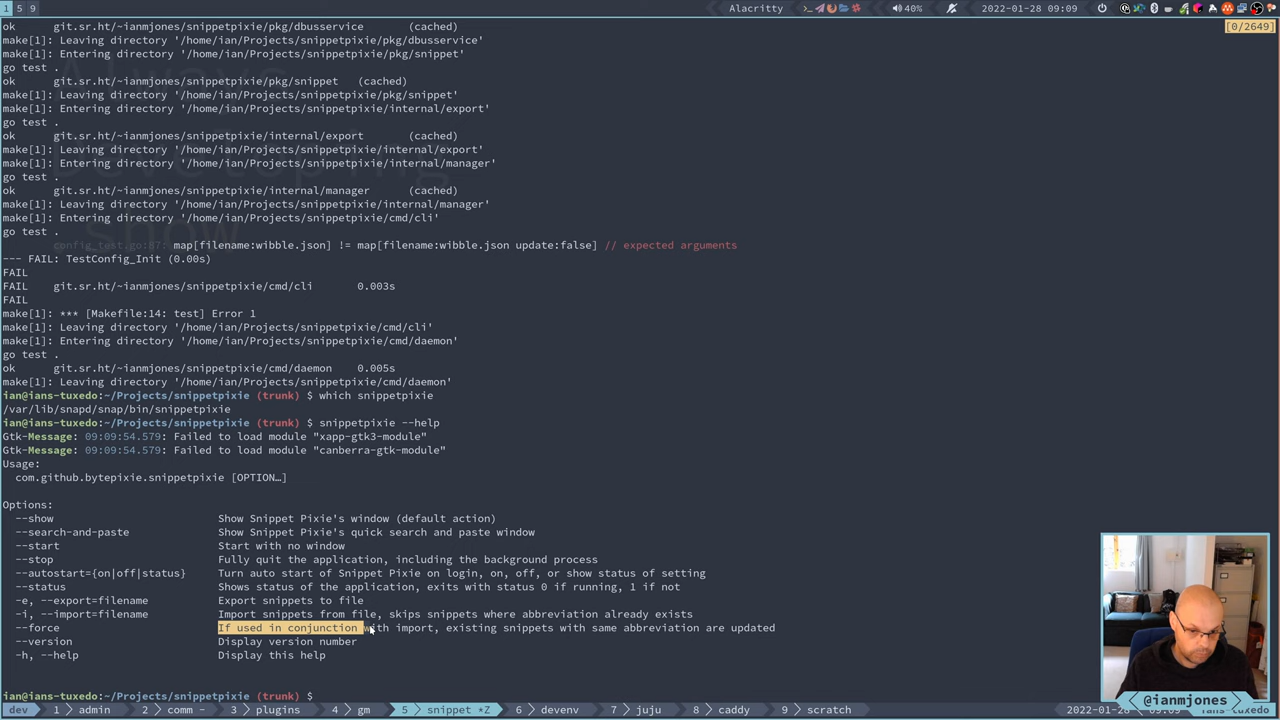 1 5 9 Alacritty 40% 2022-01-28 09:09
ok git.sr.ht/~ianmjones/snippetpixie/pkg/dbusservice (cached) [0/2649]
make[1]: Leaving directory '/home/ian/Projects/snippetpixie/pkg/dbusservice'
make[1]: Entering directory '/home/ian/Projects/snippetpixie/pkg/snippet'
go test .
ok git.sr.ht/~ianmjones/snippetpixie/pkg/snippet (cached)
make[1]: Leaving directory '/home/ian/Projects/snippetpixie/pkg/snippet'
make[1]: Entering directory '/home/ian/Projects/snippetpixie/internal/export'
go test .
ok git.sr.ht/~ianmjones/snippetpixie/internal/export (cached)
make[1]: Leaving directory '/home/ian/Projects/snippetpixie/internal/export'
make[1]: Entering directory '/home/ian/Projects/snippetpixie/internal/manager'
go test .
ok git.sr.ht/~ianmjones/snippetpixie/internal/manager (cached)
make[1]: Leaving directory '/home/ian/Projects/snippetpixie/internal/manager'
make[1]: Entering directory '/home/ian/Projects/snippetpixie/cmd/cli'
go test .
config_test.go:87: map[filename:wibble.json] != map[filename:wibble.json update:false] // expected arguments
--- FAIL: TestConfig_Init (0.00s)
FAIL
FAIL git.sr.ht/~ianmjones/snippetpixie/cmd/cli 0.003s
FAIL
make[1]: *** [Makefile:14: test] Error 1
make[1]: Leaving directory '/home/ian/Projects/snippetpixie/cmd/cli'
make[1]: Entering directory '/home/ian/Projects/snippetpixie/cmd/daemon'
go test .
ok git.sr.ht/~ianmjones/snippetpixie/cmd/daemon 0.005s
make[1]: Leaving directory '/home/ian/Projects/snippetpixie/cmd/daemon'
ian@ians-tuxedo:~/Projects/snippetpixie (trunk) $ which snippetpixie
/var/lib/snapd/snap/bin/snippetpixie
ian@ians-tuxedo:~/Projects/snippetpixie (trunk) $ snippetpixie --help
Gtk-Message: 09:09:54.579: Failed to load module "xapp-gtk3-module"
Gtk-Message: 09:09:54.579: Failed to load module "canberra-gtk-module"
Usage:
com.github.bytepixie.snippetpixie [OPTION…]
Options:
--show Show Snippet Pixie's window (default action)
--search-and-paste Show Snippet Pixie's quick search and paste window
--start Start with no window
--stop Fully quit the application, including the background process
--autostart={on|off|status} Turn auto start of Snippet Pixie on login, on, off, or show status of setting
--status Shows status of the application, exits with status 0 if running, 1 if not
-e, --export=filename Export snippets to file
-i, --import=filename Import snippets from file, skips snippets where abbreviation already exists
--force If used in conjunction with import, existing snippets with same abbreviation are updated
--version Display version number
-h, --help Display this help
ian@ians-tuxedo:~/Projects/snippetpixie (trunk) $
dev 1 admin 2 comm - 3 plugins 4 gm 5 snippet *Z 6 devenv 7 juju 8 caddy 9 scratch 2022-01-28
@ianmjones